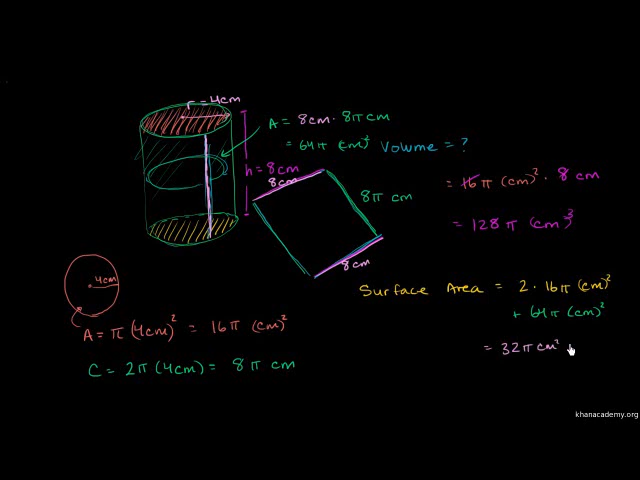 r = 4cm
A = 8cm · 8π cm
= 64π (cm)²
Volume = ?
h = 8cm
8cm
8π cm
= 16π (cm)² · 8 cm
= 128π (cm)³
8cm
4cm
Surface Area = 2 · 16π (cm)²
+ 64π (cm)²
A = π(4cm)² = 16π (cm)²
= 32π cm²
C = 2π(4cm) = 8π cm
khanacademy.org